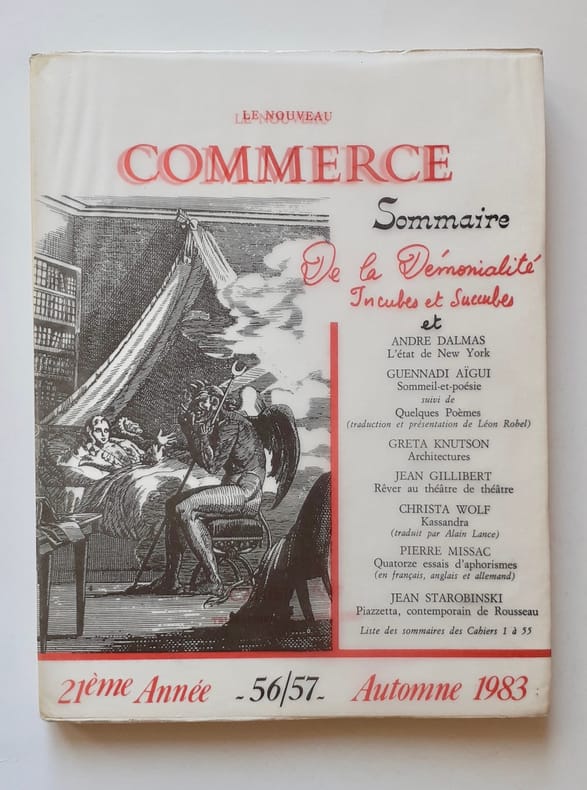 LE NOUVEAU
COMMERCE
Sommaire
De la Démonialité
Incubes et Succubes
et
ANDRE DALMAS
L'état de New York
GUENNADI AÏGUI
Sommeil-et-poésie
suivi de
Quelques Poèmes
(traduction et présentation de Léon Robel)
GRETA KNUTSON
Architectures
JEAN GILLIBERT
Rêver au théâtre de théâtre
CHRISTA WOLF
Kassandra
(traduit par Alain Lance)
PIERRE MISSAC
Quatorze essais d'aphorismes
(en français, anglais et allemand)
JEAN STAROBINSKI
Piazzetta, contemporain de Rousseau
Liste des sommaires des Cahiers 1 à 55
21ème Année - 56/57 - Automne 1983